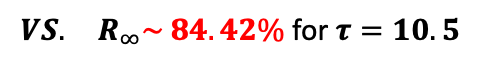 VS. R∞~ 84.42% for τ = 10.5